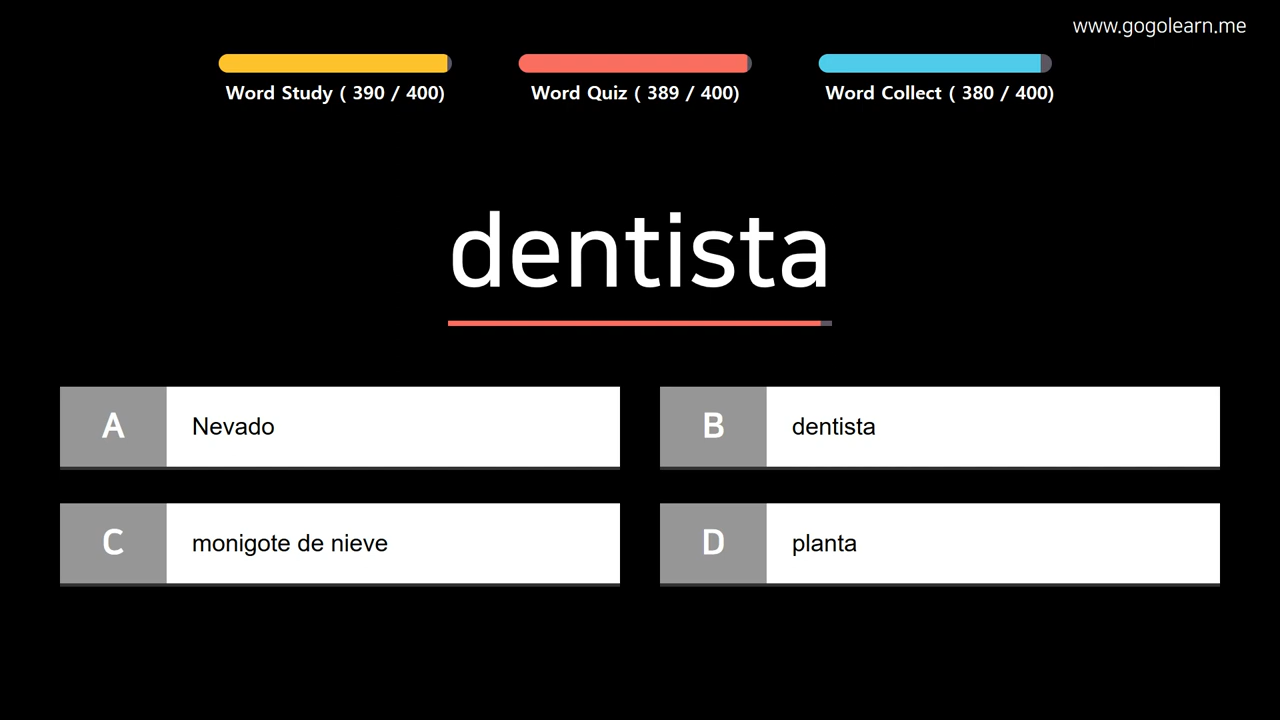 www.gogolearn.me
Word Study ( 390 / 400)
Word Quiz ( 389 / 400)
Word Collect ( 380 / 400)
dentista
A Nevado
B dentista
C monigote de nieve
D planta